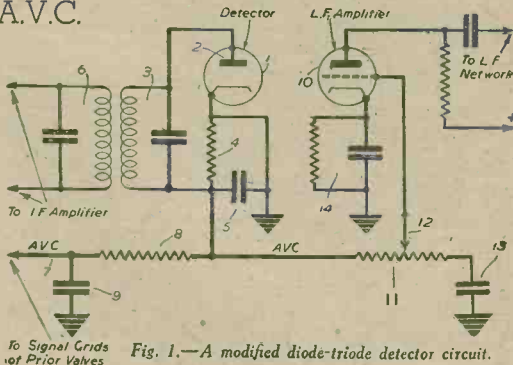 A.V.C.
Detector
L.F. Amplifier
2
1
10
6
3
To L.F.
Network
4
5
14
To I.F. Amplifier
12
8
AVC
AVC
13
7
9
11
To Signal Grids
of Prior Valves
Fig. 1.—A modified diode-triode detector circuit.